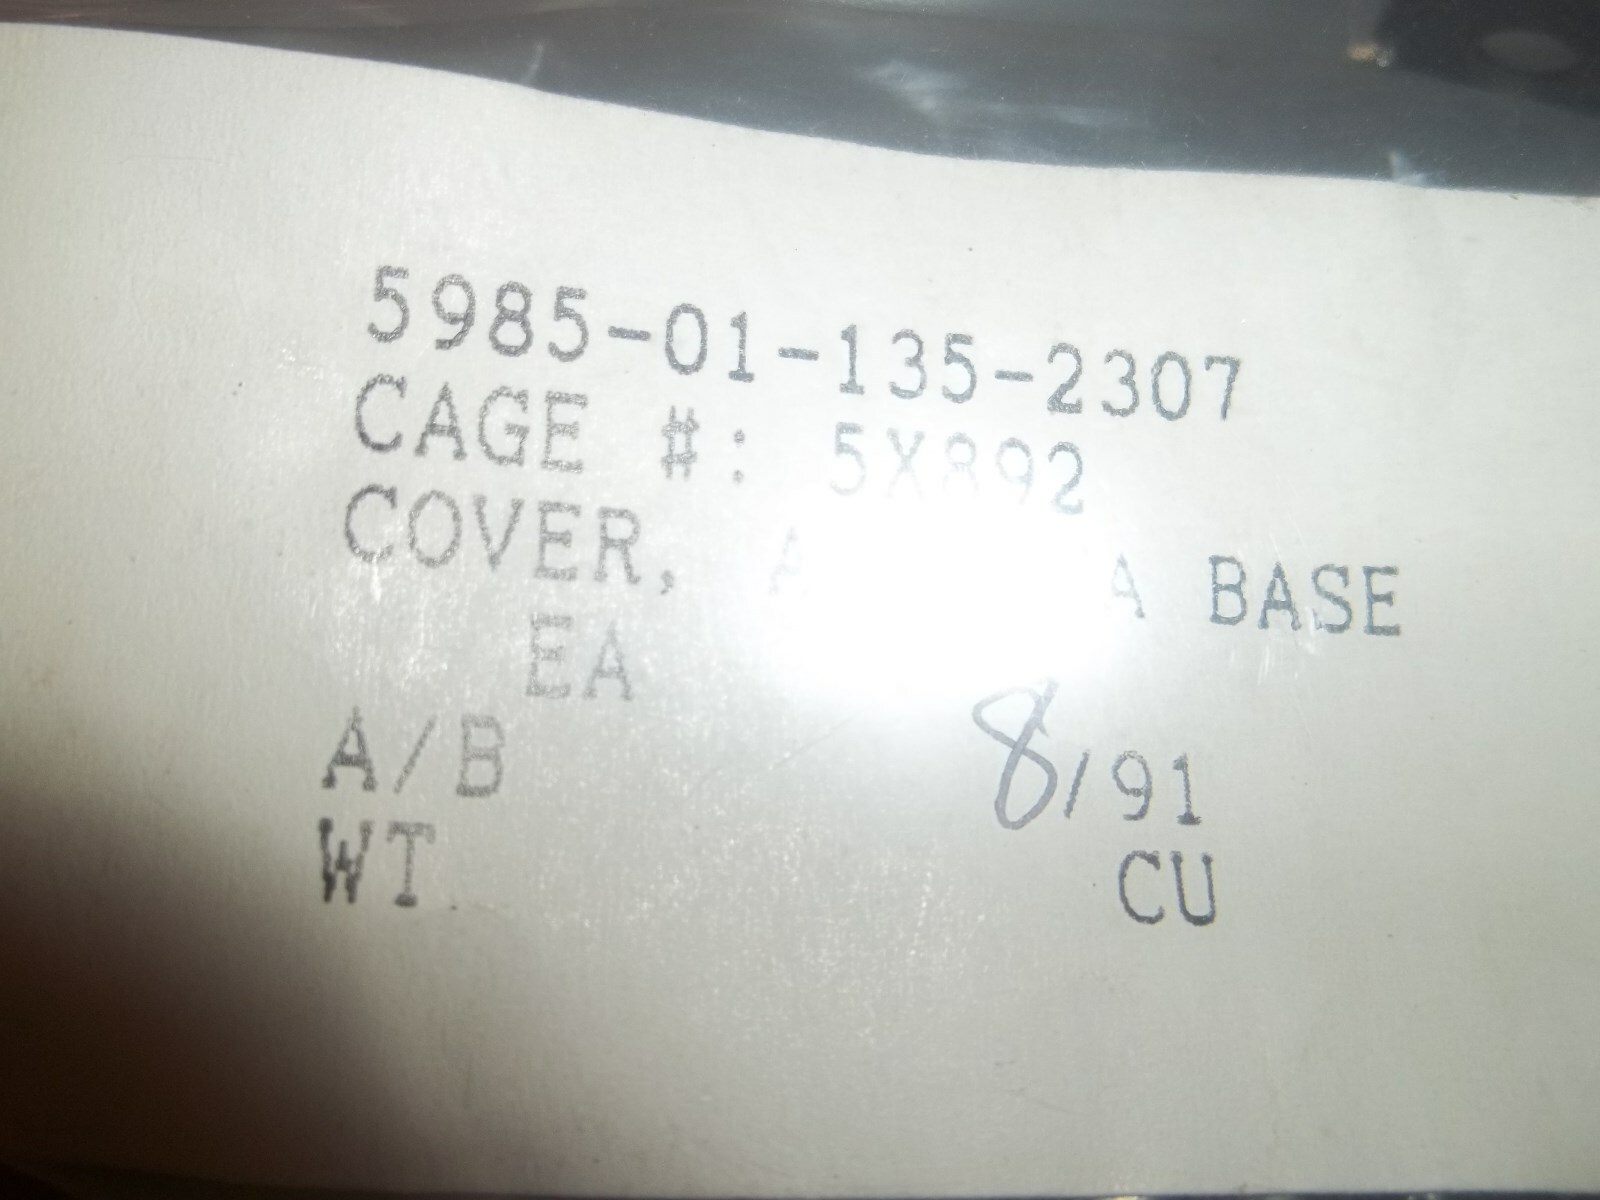 5985-01-135-2307
CAGE #: 5X892
COVER, BASE
EA
A/B 8/91
WT CU